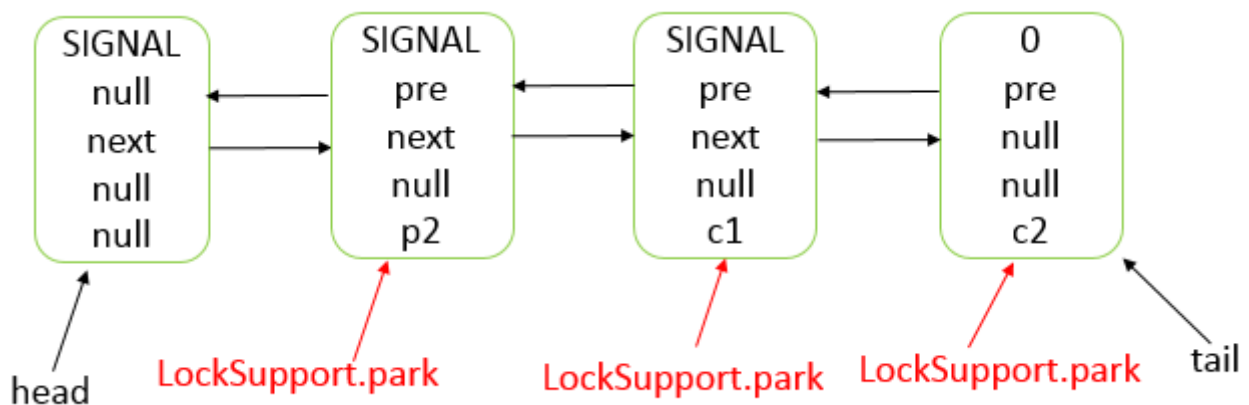 SIGNAL
null
next
null
null
SIGNAL
pre
next
null
p2
SIGNAL
pre
next
null
c1
0
pre
null
null
c2
head
LockSupport.park
LockSupport.park
LockSupport.park
tail